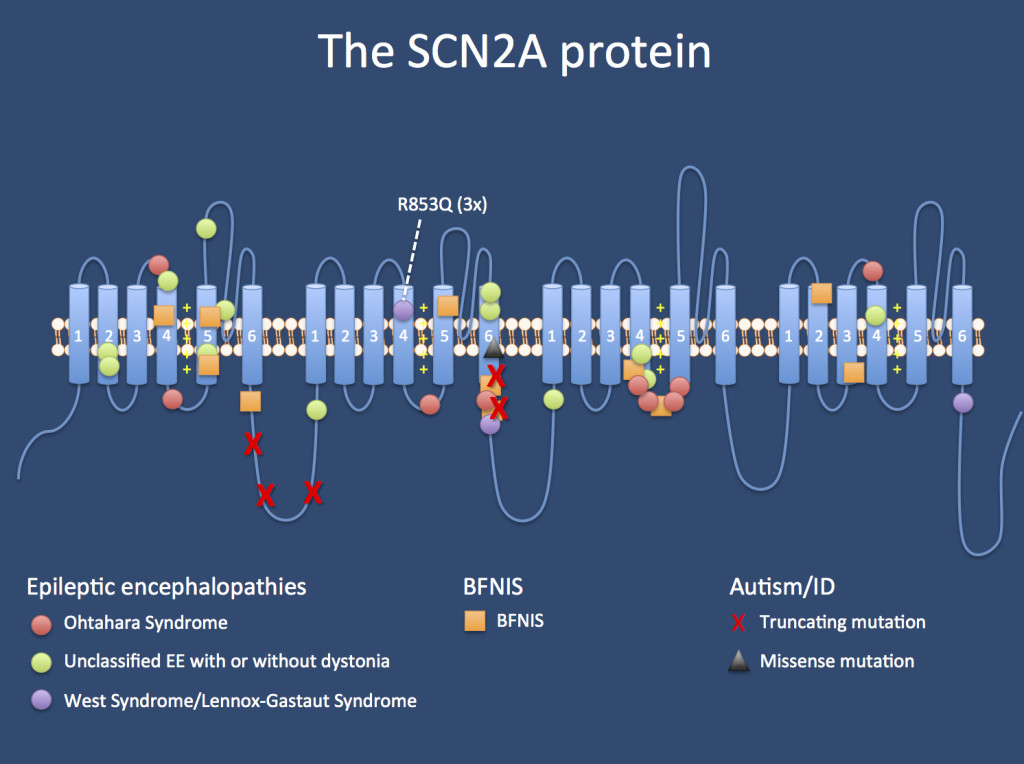 The SCN2A protein
R853Q (3x)
1 2 3 4 5 6 1 2 3 4 5 6 1 2 3 4 5 6 1 2 3 4 5 6
+ + + +
+ + + +
+ + + +
+ + + +
+ + + +
Epileptic encephalopathies
Ohtahara Syndrome
Unclassified EE with or without dystonia
West Syndrome/Lennox-Gastaut Syndrome
BFNIS
BFNIS
Autism/ID
Truncating mutation
Missense mutation